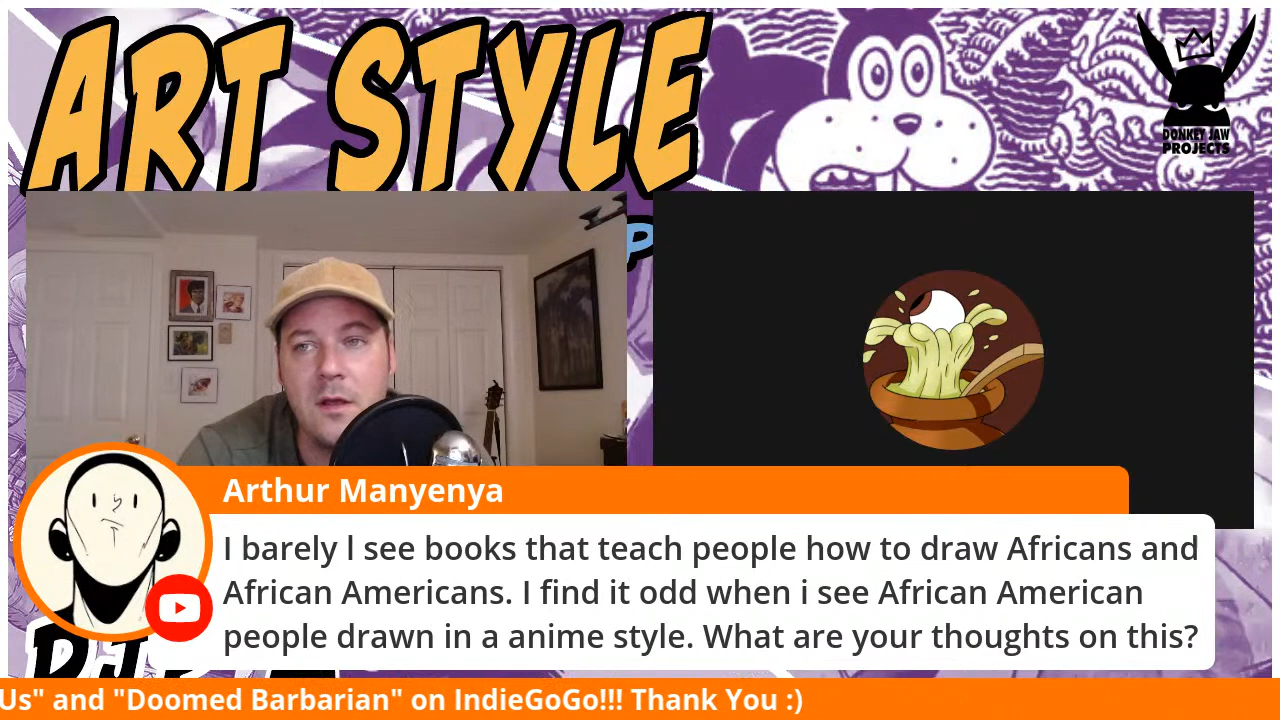 ART STYLE
DONKEY JAW
PROJECTS
P
Arthur Manyenya
I barely l see books that teach people how to draw Africans and
African Americans. I find it odd when i see African American
people drawn in a anime style. What are your thoughts on this?
Us" and "Doomed Barbarian" on IndieGoGo!!! Thank You :)